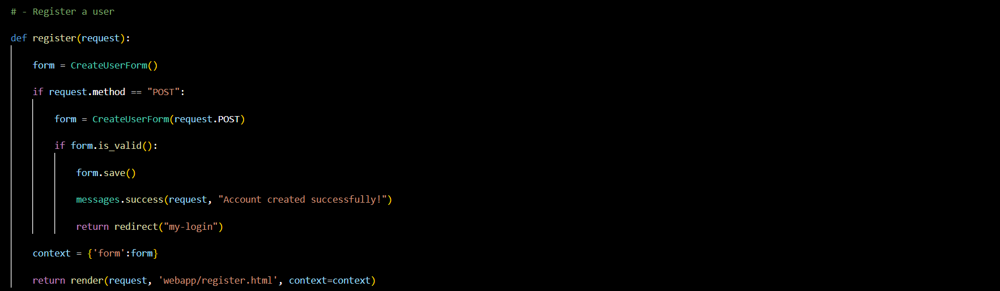 # - Register a user
def register(request):
    form = CreateUserForm()
    if request.method == "POST":
        form = CreateUserForm(request.POST)
        if form.is_valid():
            form.save()
            messages.success(request, "Account created successfully!")
            return redirect("my-login")
    context = {'form':form}
    return render(request, 'webapp/register.html', context=context)